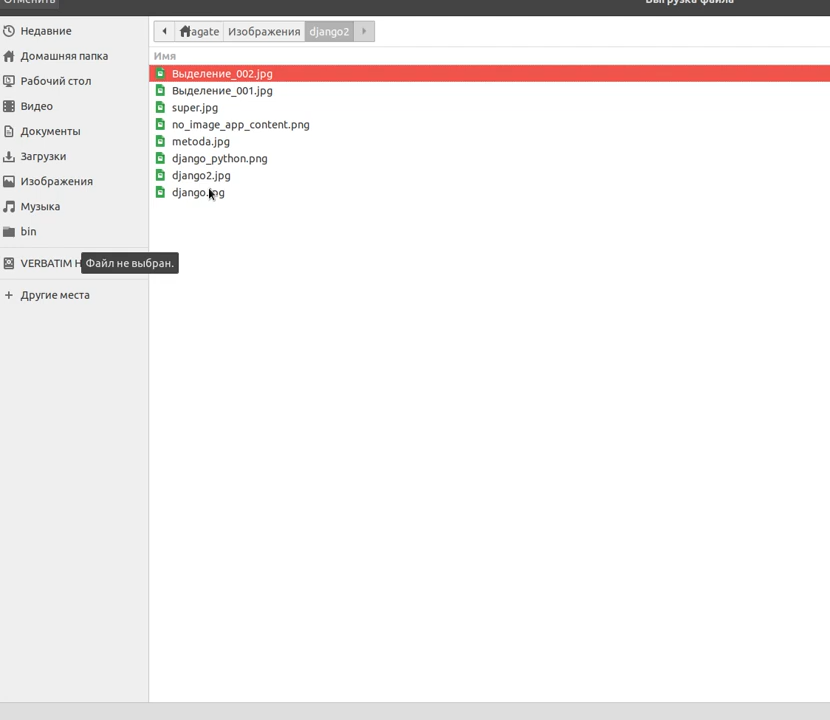 Отменить
Выгрузка файла
Недавние
Домашняя папка
Рабочий стол
Видео
Документы
Загрузки
Изображения
Музыка
bin
VERBATIM H
Файл не выбран.
Другие места
agate Изображения django2
Имя
Выделение_002.jpg
Выделение_001.jpg
super.jpg
no_image_app_content.png
metoda.jpg
django_python.png
django2.jpg
django.jpg